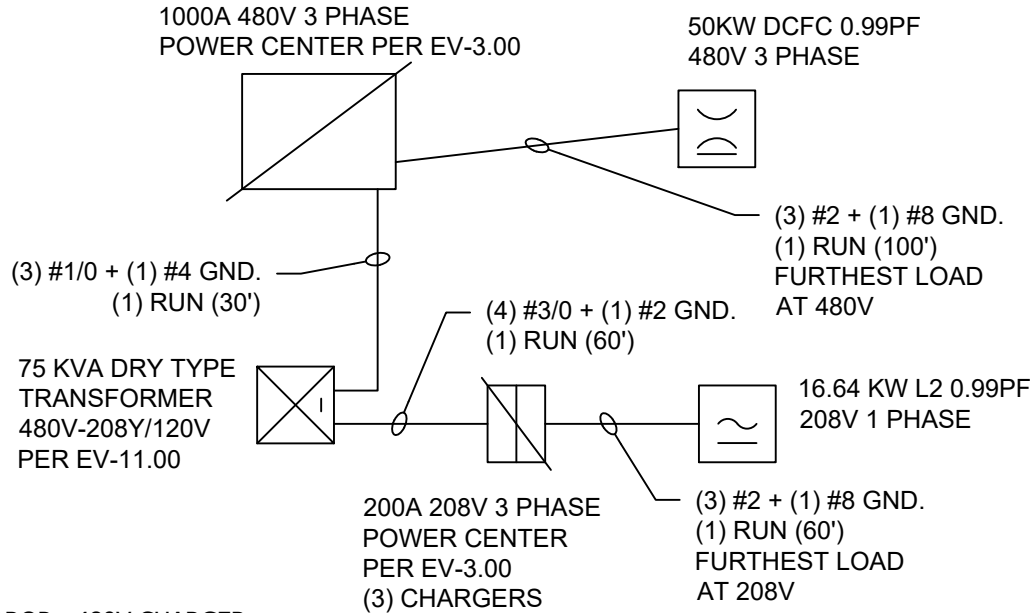 1000A 480V 3 PHASE
POWER CENTER PER EV-3.00
50KW DCFC 0.99PF
480V 3 PHASE
(3) #2 + (1) #8 GND.
(1) RUN (100')
FURTHEST LOAD
AT 480V
(3) #1/0 + (1) #4 GND.
(1) RUN (30')
(4) #3/0 + (1) #2 GND.
(1) RUN (60')
75 KVA DRY TYPE
TRANSFORMER
480V-208Y/120V
PER EV-11.00
16.64 KW L2 0.99PF
208V 1 PHASE
200A 208V 3 PHASE
POWER CENTER
PER EV-3.00
(3) CHARGERS
(3) #2 + (1) #8 GND.
(1) RUN (60')
FURTHEST LOAD
AT 208V